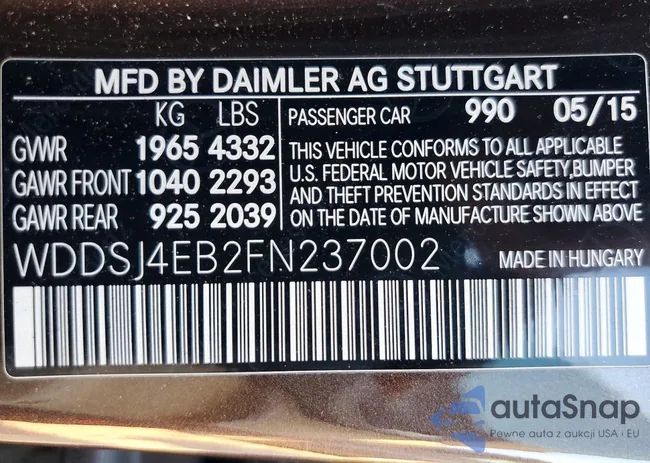 MFD BY DAIMLER AG STUTTGART
KG LBS
GVWR 1965 4332
GAWR FRONT 1040 2293
GAWR REAR 925 2039
PASSENGER CAR 990 05/15
THIS VEHICLE CONFORMS TO ALL APPLICABLE
U.S. FEDERAL MOTOR VEHICLE SAFETY,BUMPER
AND THEFT PREVENTION STANDARDS IN EFFECT
ON THE DATE OF MANUFACTURE SHOWN ABOVE
WDDSJ4EB2FN237002 MADE IN HUNGARY
autaSnap
Pewne auta z aukcji USA i EU